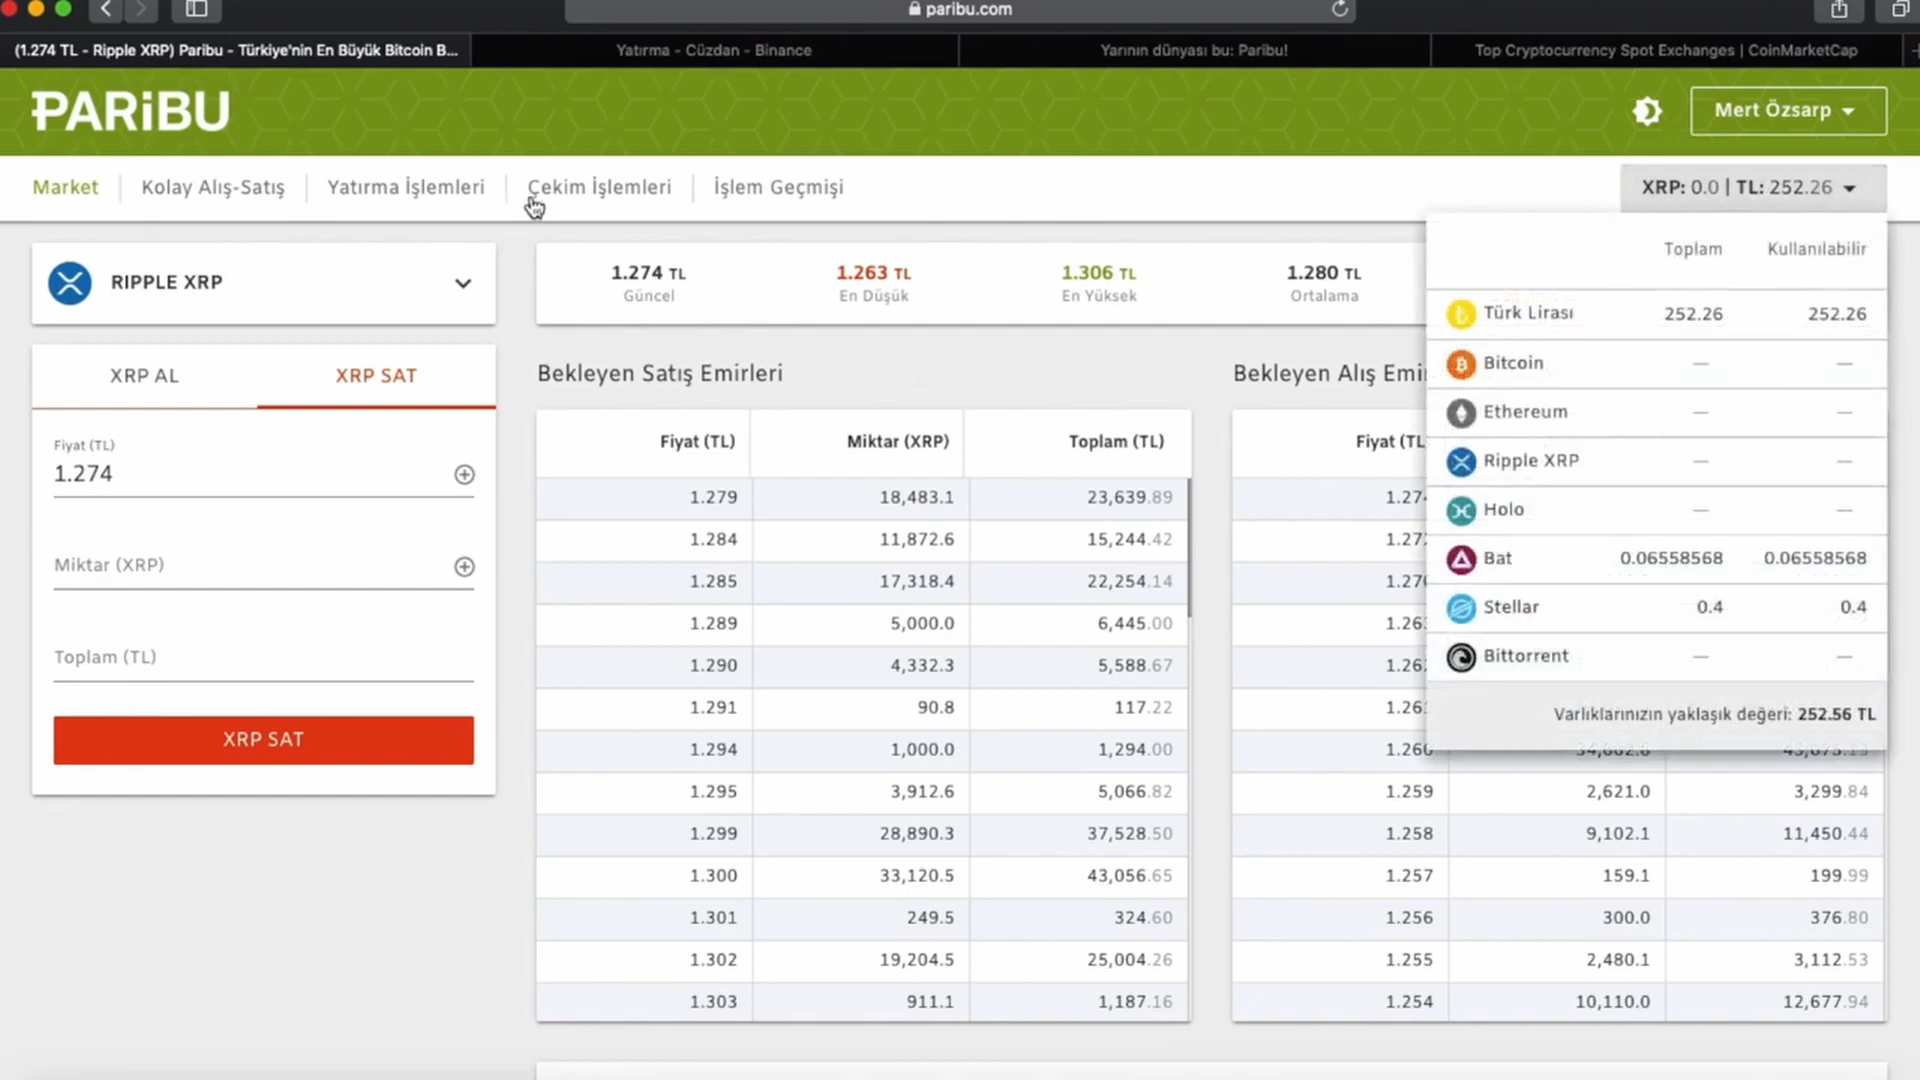 paribu.com
(1.274 TL - Ripple XRP) Paribu - Türkiye'nin En Büyük Bitcoin B...
Yatırma - Cüzdan - Binance
Yarının dünyası bu: Paribu!
Top Cryptocurrency Spot Exchanges | CoinMarketCap
PARiBU
Mert Özsarp
Market
Kolay Alış-Satış
Yatırma İşlemleri
Çekim İşlemleri
İşlem Geçmişi
XRP: 0.0 | TL: 252.26
RIPPLE XRP
1.274 TL
Güncel
1.263 TL
En Düşük
1.306 TL
En Yüksek
1.280 TL
Ortalama
XRP AL
XRP SAT
Fiyat (TL)
1.274
Miktar (XRP)
Toplam (TL)
XRP SAT
Bekleyen Satış Emirleri
Fiyat (TL) Miktar (XRP) Toplam (TL)
1.279 18,483.1 23,639.89
1.284 11,872.6 15,244.42
1.285 17,318.4 22,254.14
1.289 5,000.0 6,445.00
1.290 4,332.3 5,588.67
1.291 90.8 117.22
1.294 1,000.0 1,294.00
1.295 3,912.6 5,066.82
1.299 28,890.3 37,528.50
1.300 33,120.5 43,056.65
1.301 249.5 324.60
1.302 19,204.5 25,004.26
1.303 911.1 1,187.16
Bekleyen Alış
Fiyat (TL
1.259 2,621.0 3,299.84
1.258 9,102.1 11,450.44
1.257 159.1 199.99
1.256 300.0 376.80
1.255 2,480.1 3,112.53
1.254 10,110.0 12,677.94
Toplam Kullanılabilir
Türk Lirası 252.26 252.26
Bitcoin — —
Ethereum — —
Ripple XRP — —
Holo — —
Bat 0.06558568 0.06558568
Stellar 0.4 0.4
Bittorrent — —
Varlıklarınızın yaklaşık değeri: 252.56 TL